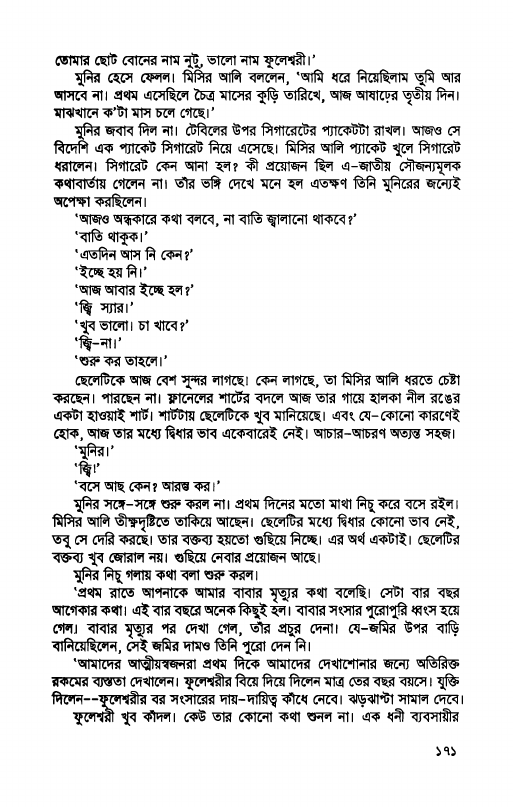 তোমার ছোট বোনের নাম নুটু, ভালো নাম ফুলেশ্বরী।’
মুনির হেসে ফেলল। মিসির আলি বললেন, ‘আমি ধরে নিয়েছিলাম তুমি আর
আসবে না। প্রথম এসেছিলে চৈত্র মাসের কুড়ি তারিখে, আজ আষাঢ়ের তৃতীয় দিন।
মাঝখানে ক'টা মাস চলে গেছে।’
মুনির জবাব দিল না। টেবিলের উপর সিগারেটের প্যাকেটটা রাখল। আজও সে
বিদেশি এক প্যাকেট সিগারেট নিয়ে এসেছে। মিসির আলি প্যাকেট খুলে সিগারেট
ধরালেন। সিগারেট কেন আনা হল? কী প্রয়োজন ছিল এ-জাতীয় সৌজন্যমূলক
কথাবার্তায় গেলেন না। তাঁর ভঙ্গি দেখে মনে হল এতক্ষণ তিনি মুনিরের জন্যেই
অপেক্ষা করছিলেন।
‘আজও অন্ধকারে কথা বলবে, না বাতি জ্বালানো থাকবে?’
‘বাতি থাকুক।’
‘এতদিন আস নি কেন?’
‘ইচ্ছে হয় নি।’
‘আজ আবার ইচ্ছে হল?’
‘জ্বি স্যার।’
‘খুব ভালো। চা খাবে?’
‘জ্বি-না।’
‘শুরু কর তাহলে।’
ছেলেটিকে আজ বেশ সুন্দর লাগছে। কেন লাগছে, তা মিসির আলি ধরতে চেষ্টা
করছেন। পারছেন না। ফ্লানেলের শার্টের বদলে আজ তার গায়ে হালকা নীল রঙের
একটা হাওয়াই শার্ট। শার্টটায় ছেলেটিকে খুব মানিয়েছে। এবং যে-কোনো কারণেই
হোক, আজ তার মধ্যে দ্বিধার ভাব একেবারেই নেই। আচার-আচরণ অত্যন্ত সহজ।
‘মুনির।’
‘জ্বি।’
‘বসে আছ কেন? আরম্ভ কর।’
মুনির সঙ্গে-সঙ্গে শুরু করল না। প্রথম দিনের মতো মাথা নিচু করে বসে রইল।
মিসির আলি তীক্ষ্ণদৃষ্টিতে তাকিয়ে আছেন। ছেলেটির মধ্যে দ্বিধার কোনো ভাব নেই,
তবু সে দেরি করছে। তার বক্তব্য হয়তো গুছিয়ে নিচ্ছে। এর অর্থ একটাই। ছেলেটির
বক্তব্য খুব জোরাল নয়। গুছিয়ে নেবার প্রয়োজন আছে।
মুনির নিচু গলায় কথা বলা শুরু করল।
‘প্রথম রাতে আপনাকে আমার বাবার মৃত্যুর কথা বলেছি। সেটা বার বছর
আগেকার কথা। এই বার বছরে অনেক কিছুই হল। বাবার সংসার পুরোপুরি ধ্বংস হয়ে
গেল। বাবার মৃত্যুর পর দেখা গেল, তাঁর প্রচুর দেনা। যে-জমির উপর বাড়ি
বানিয়েছিলেন, সেই জমির দামও তিনি পুরো দেন নি।
‘আমাদের আত্মীয়স্বজনরা প্রথম দিকে আমাদের দেখাশোনার জন্যে অতিরিক্ত
রকমের ব্যস্ততা দেখালেন। ফুলেশ্বরীর বিয়ে দিয়ে দিলেন মাত্র তের বছর বয়সে। যুক্তি
দিলেন--ফুলেশ্বরীর বর সংসারের দায়-দায়িত্ব কাঁধে নেবে। ঝড়ঝাপ্টা সামাল দেবে।
ফুলেশ্বরী খুব কাঁদল। কেউ তার কোনো কথা শুনল না। এক ধনী ব্যবসায়ীর
১৭১